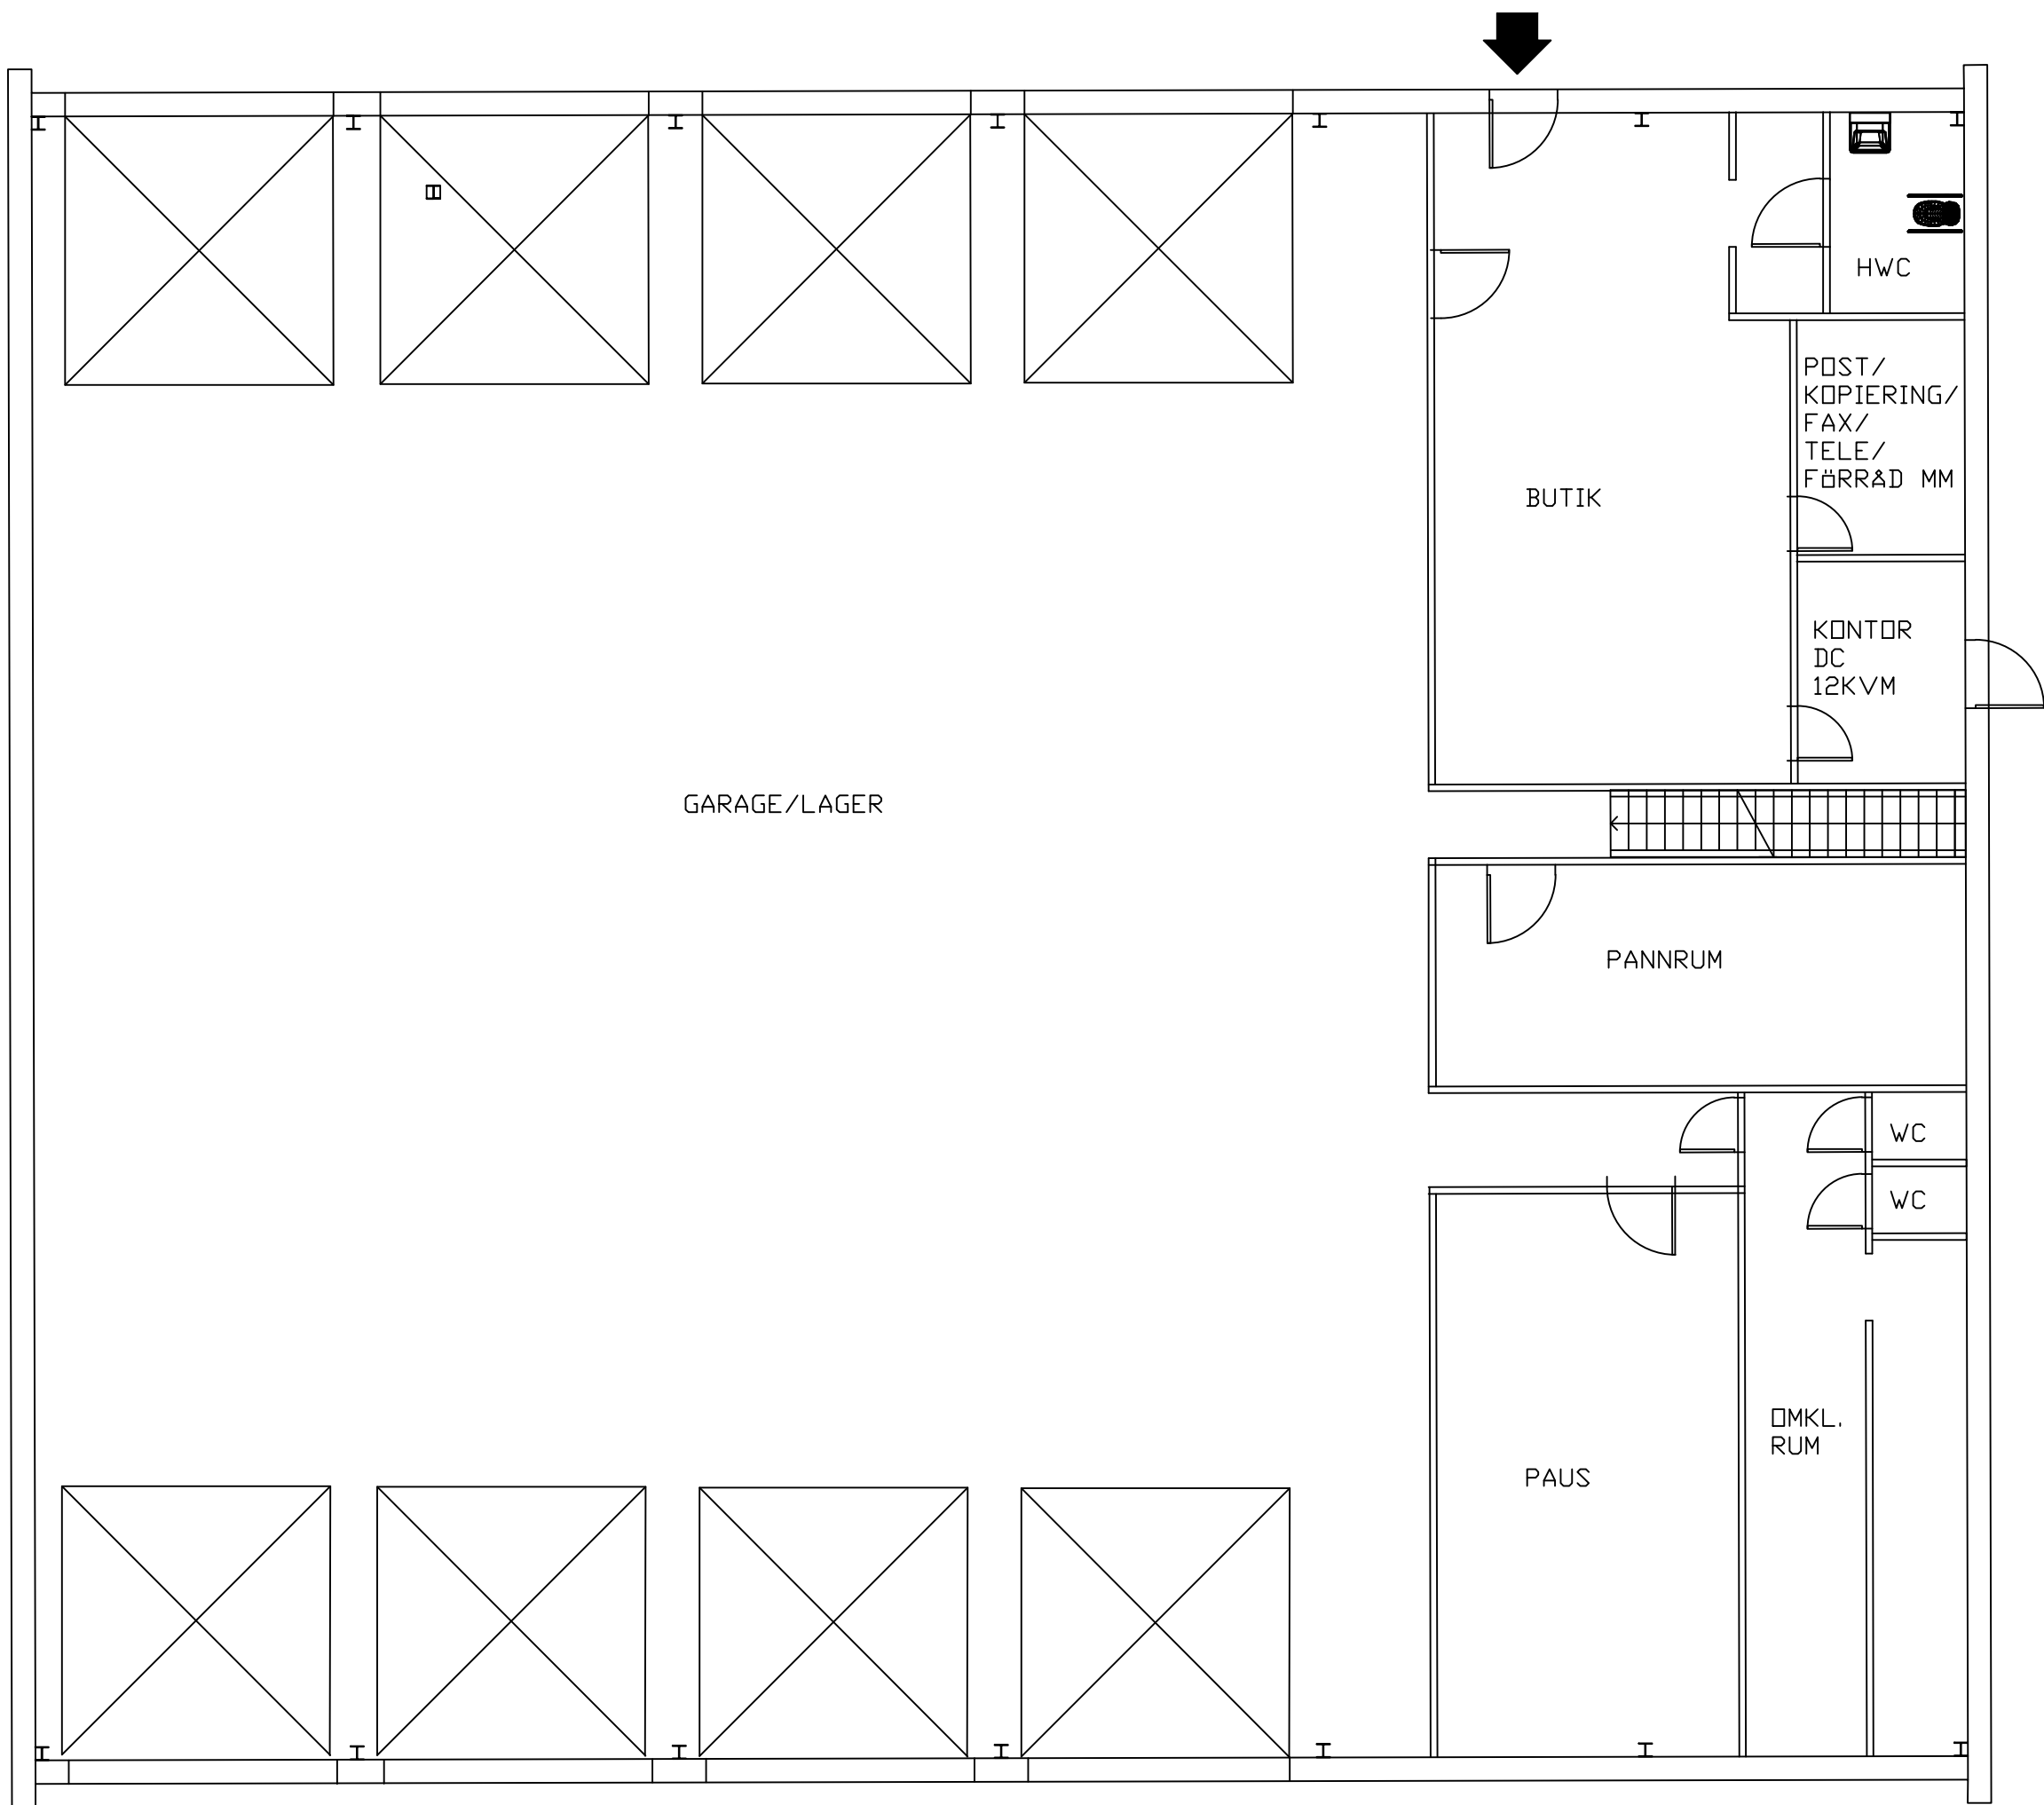 HWC
POST/
KOPIERING/
FAX/
TELE/
FÖRRÅD MM
BUTIK
KONTOR
DC
12KVM
GARAGE/LAGER
PANNRUM
WC
WC
OMKL.
RUM
PAUS